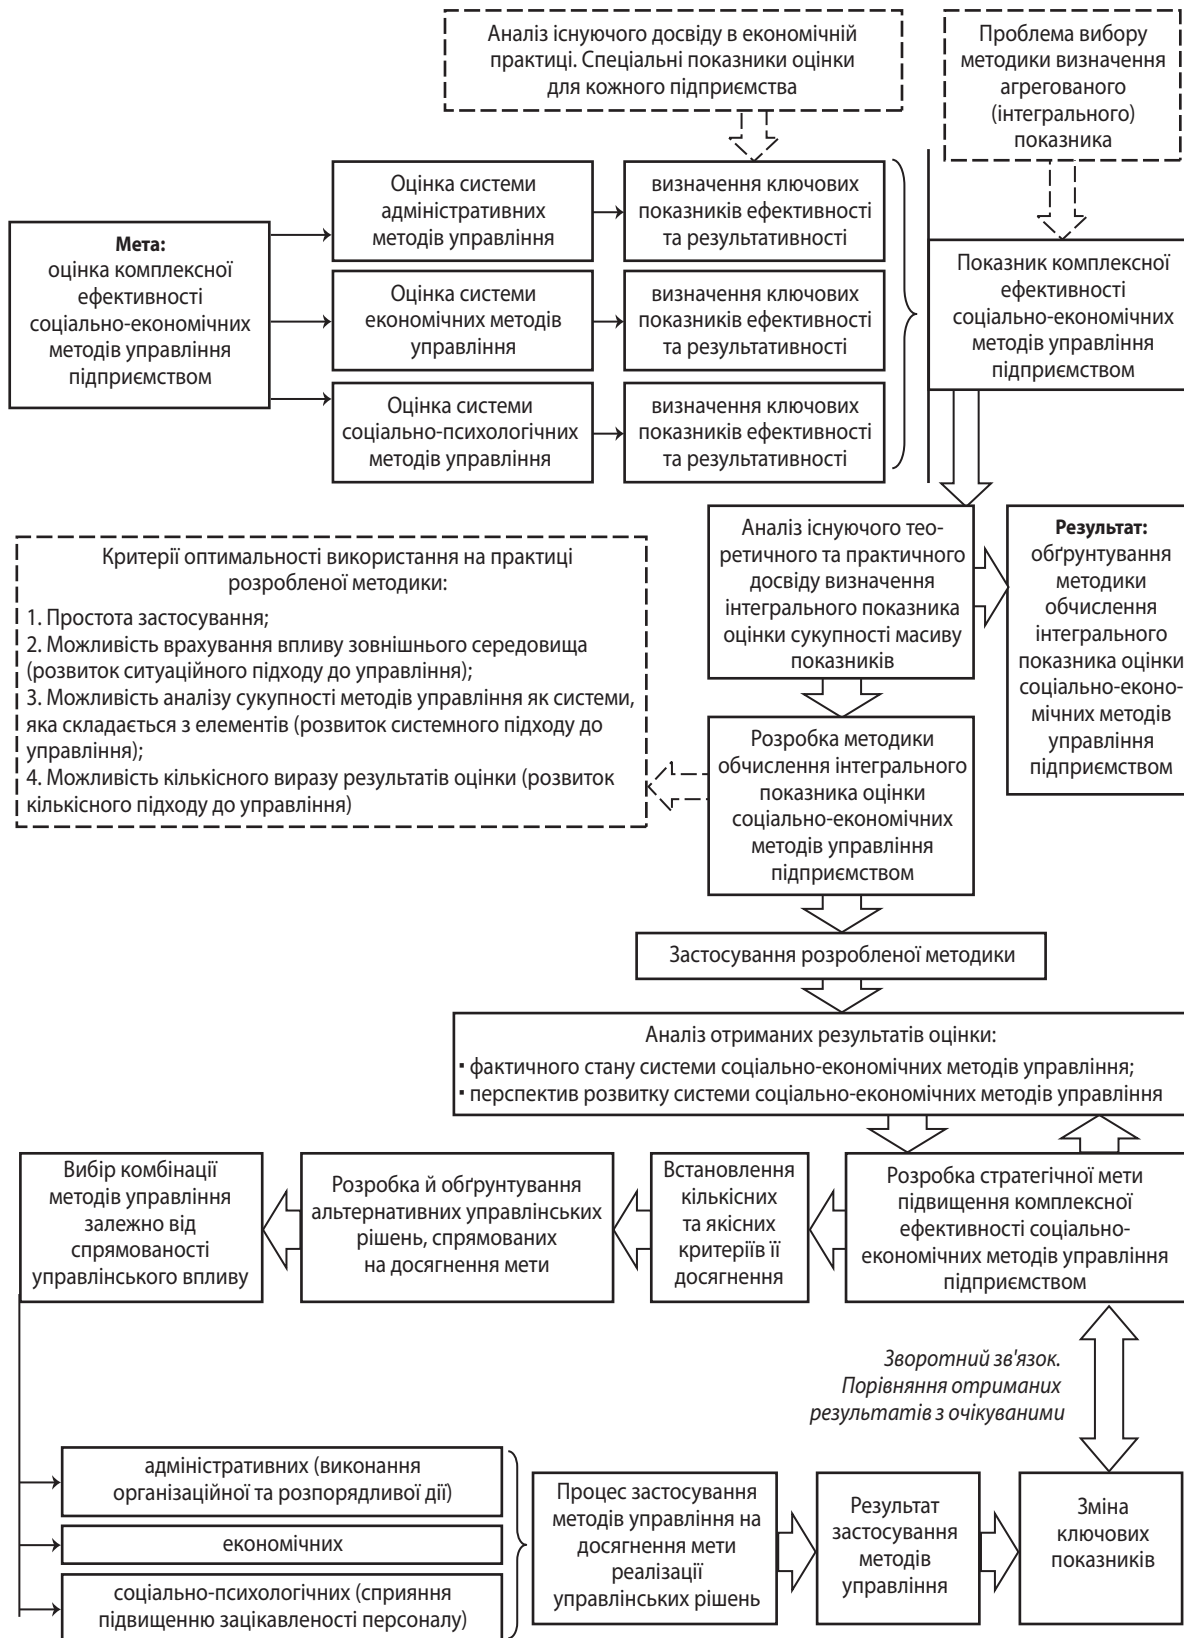 Аналіз існуючого досвіду в економічній
практиці. Спеціальні показники оцінки
для кожного підприємства
Проблема вибору
методики визначення
агрегованого
(інтегрального)
показника
Мета:
оцінка комплексної
ефективності
соціально-економічних
методів управління
підприємством
Оцінка системи
адміністративних
методів управління
визначення ключових
показників ефективності
та результативності
Оцінка системи
економічних методів
управління
визначення ключових
показників ефективності
та результативності
Оцінка системи
соціально-психологічних
методів управління
визначення ключових
показників ефективності
та результативності
Показник комплексної
ефективності
соціально-економічних
методів управління
підприємством
Критерії оптимальності використання на практиці
розробленої методики:
1. Простота застосування;
2. Можливість врахування впливу зовнішнього середовища
(розвиток ситуаційного підходу до управління);
3. Можливість аналізу сукупності методів управління як системи,
яка складається з елементів (розвиток системного підходу до
управління);
4. Можливість кількісного виразу результатів оцінки (розвиток
кількісного підходу до управління)
Аналіз існуючого тео-
ретичного та практичного
досвіду визначення
інтегрального показника
оцінки сукупності масиву
показників
Результат:
обґрунтування
методики
обчислення
інтегрального
показника оцінки
соціально-еконо-
мічних методів
управління
підприємством
Розробка методики
обчислення інтегрального
показника оцінки
соціально-економічних
методів управління
підприємством
Застосування розробленої методики
Аналіз отриманих результатів оцінки:
▪ фактичного стану системи соціально-економічних методів управління;
▪ перспектив розвитку системи соціально-економічних методів управління
Вибір комбінації
методів управління
залежно від
спрямованості
управлінського впливу
Розробка й обґрунтування
альтернативних управлінських
рішень, спрямованих
на досягнення мети
Встановлення
кількісних
та якісних
критеріїв її
досягнення
Розробка стратегічної мети
підвищення комплексної
ефективності соціально-
економічних методів управління
підприємством
Зворотний зв'язок.
Порівняння отриманих
результатів з очікуваними
адміністративних (виконання
організаційної та розпорядливої дії)
економічних
соціально-психологічних (сприяння
підвищенню зацікавленості персоналу)
Процес застосування
методів управління на
досягнення мети
реалізації
управлінських рішень
Результат
застосування
методів
управління
Зміна
ключових
показників